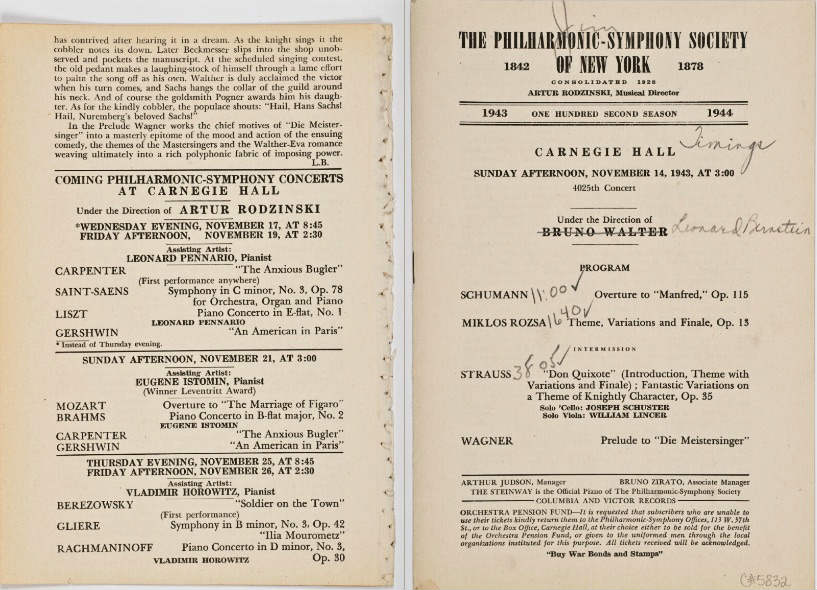 has contrived after hearing it in a dream. As the knight sings it the
cobbler notes its down. Later Beckmesser slips into the shop unob-
served and pockets the manuscript. At the scheduled singing contest,
the old pedant makes a laughing-stock of himself through a lame effort
to palm the song off as his own. Walther is duly acclaimed the victor
when his turn comes, and Sachs hangs the collar of the guild around
his neck. And of course the goldsmith Pogner awards him his daugh-
ter. As for the kindly cobbler, the populace shouts: "Hail, Hans Sachs!
Hail, Nuremberg's beloved Sachs!"
In the Prelude Wagner works the chief motives of "Die Meister-
singer" into a masterly epitome of the mood and action of the ensuing
comedy, the themes of the Mastersingers and the Walther-Eva romance
weaving ultimately into a rich polyphonic fabric of imposing power.
L.B.
COMING PHILHARMONIC-SYMPHONY CONCERTS
AT CARNEGIE HALL
Under the Direction of ARTUR RODZINSKI
*WEDNESDAY EVENING, NOVEMBER 17, AT 8:45
FRIDAY AFTERNOON, NOVEMBER 19, AT 2:30
Assisting Artist:
LEONARD PENNARIO, Pianist
CARPENTER "The Anxious Bugler"
(First performance anywhere)
SAINT-SAENS Symphony in C minor, No. 3, Op. 78
for Orchestra, Organ and Piano
LISZT Piano Concerto in E-flat, No. 1
LEONARD PENNARIO
GERSHWIN "An American in Paris"
* Instead of Thursday evening.
SUNDAY AFTERNOON, NOVEMBER 21, AT 3:00
Assisting Artist:
EUGENE ISTOMIN, Pianist
(Winner Leventritt Award)
MOZART Overture to "The Marriage of Figaro"
BRAHMS Piano Concerto in B-flat major, No. 2
EUGENE ISTOMIN
CARPENTER "The Anxious Bugler"
GERSHWIN "An American in Paris"
THURSDAY EVENING, NOVEMBER 25, AT 8:45
FRIDAY AFTERNOON, NOVEMBER 26, AT 2:30
Assisting Artist:
VLADIMIR HOROWITZ, Pianist
BEREZOWSKY "Soldier on the Town"
(First performance)
GLIERE Symphony in B minor, No. 3, Op. 42
"Ilia Mourometz"
RACHMANINOFF Piano Concerto in D minor, No. 3,
Op. 30
VLADIMIR HOROWITZ
Jim
THE PHILHARMONIC-SYMPHONY SOCIETY
1842 OF NEW YORK 1878
CONSOLIDATED 1928
ARTUR RODZINSKI, Musical Director
1943 ONE HUNDRED SECOND SEASON 1944
Timings
CARNEGIE HALL
SUNDAY AFTERNOON, NOVEMBER 14, 1943, AT 3:00
4025th Concert
Under the Direction of
BRUNO WALTER Leonard Bernstein
PROGRAM
SCHUMANN 11:00 ✓ Overture to "Manfred," Op. 115
MIKLOS ROZSA 1640 ✓ Theme, Variations and Finale, Op. 13
INTERMISSION
STRAUSS 38 05 ✓ "Don Quixote" (Introduction, Theme with
Variations and Finale) ; Fantastic Variations on
a Theme of Knightly Character, Op. 35
Solo 'Cello: JOSEPH SCHUSTER
Solo Viola: WILLIAM LINCER
WAGNER Prelude to "Die Meistersinger"
ARTHUR JUDSON, Manager BRUNO ZIRATO, Associate Manager
THE STEINWAY is the Official Piano of The Philharmonic-Symphony Society
COLUMBIA AND VICTOR RECORDS
ORCHESTRA PENSION FUND—It is requested that subscribers who are unable to
use their tickets kindly return them to the Philharmonic-Symphony Offices, 113 W. 57th
St., or to the Box Office, Carnegie Hall, at their choice either to be sold for the benefit
of the Orchestra Pension Fund, or given to the uniformed men through the local
organizations instituted for this purpose. All tickets received will be acknowledged.
"Buy War Bonds and Stamps"
CA#5832